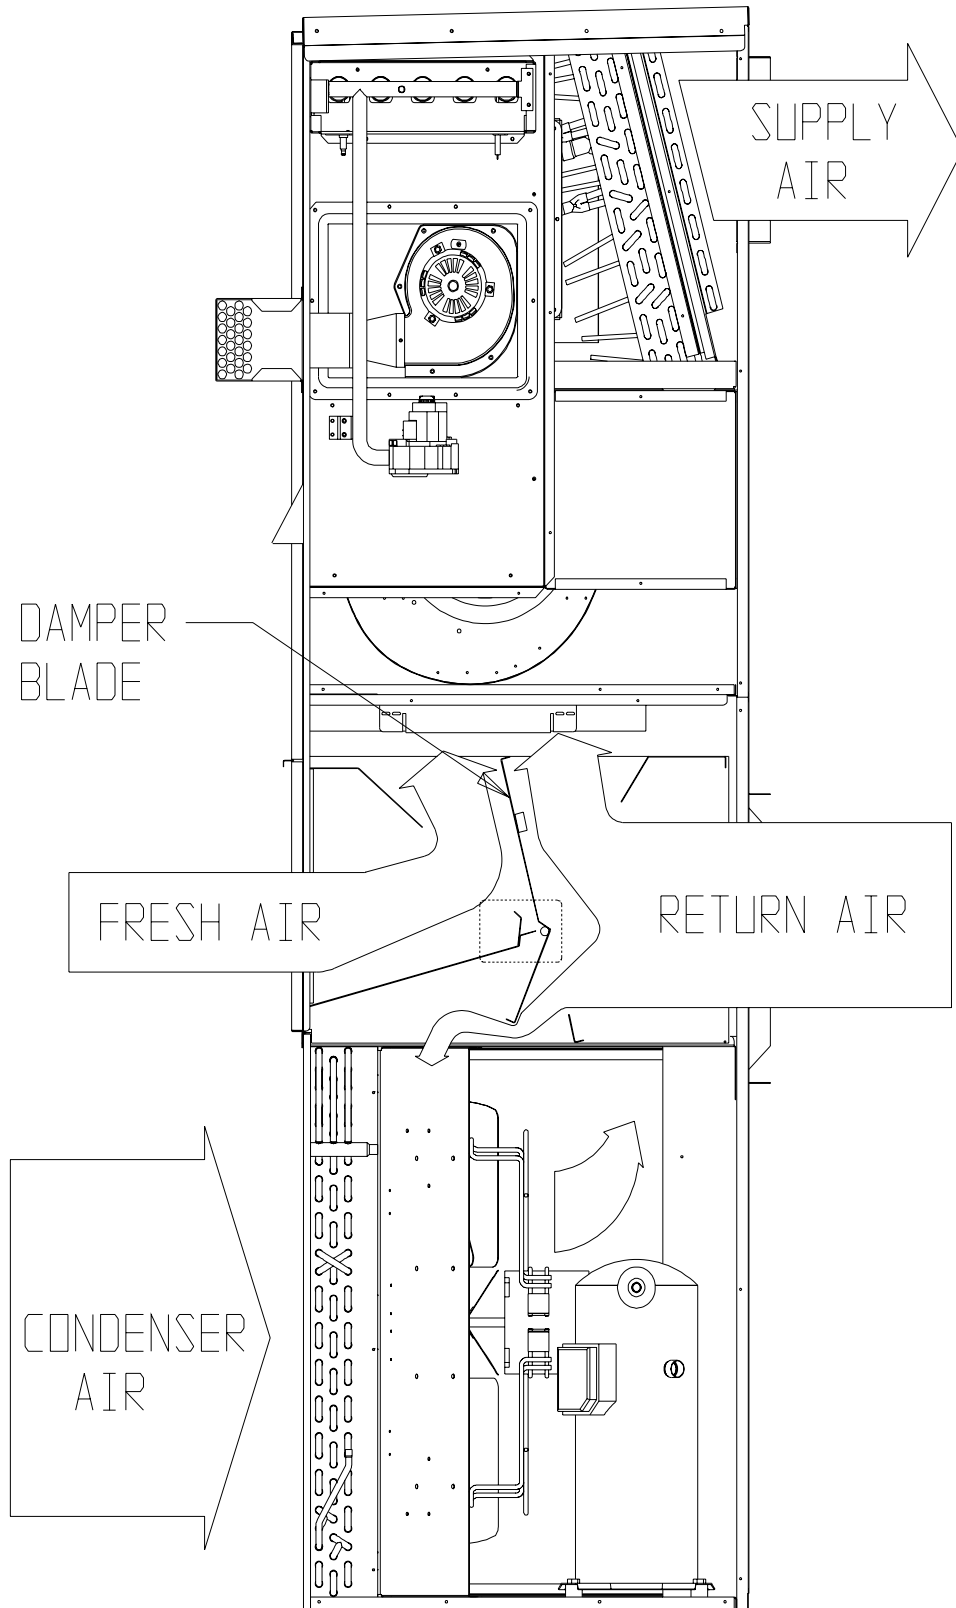 SUPPLY
AIR
DAMPER
BLADE
FRESH AIR
RETURN AIR
CONDENSER
AIR